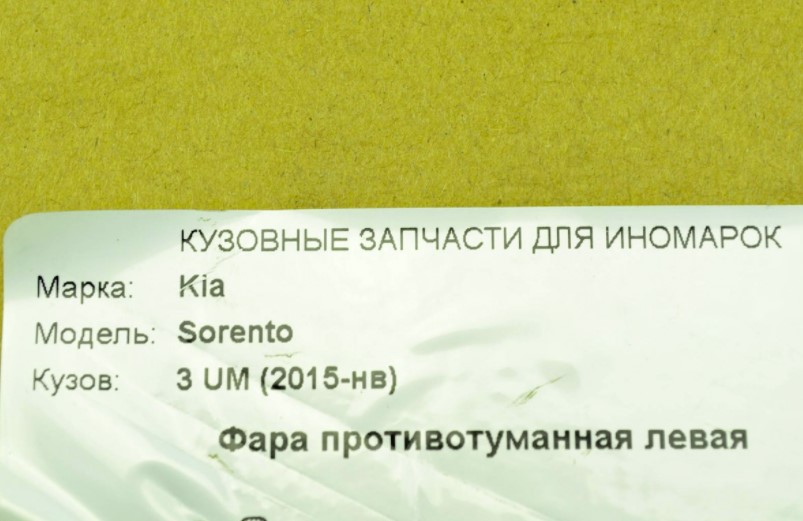 КУЗОВНЫЕ ЗАПЧАСТИ ДЛЯ ИНОМАРОК
Марка: Kia
Модель: Sorento
Кузов: 3 UM (2015-нв)
Фара противотуманная левая